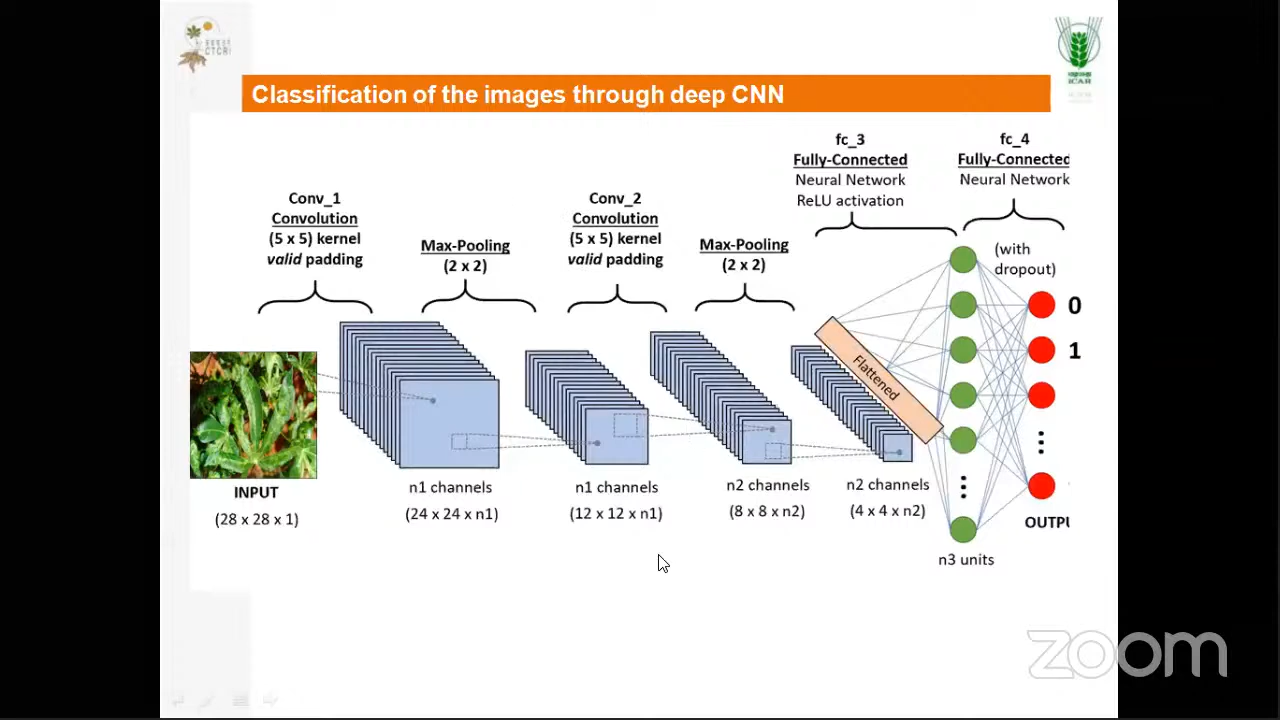 CTCRI
ICAR
Classification of the images through deep CNN
fc_3
Fully-Connected
Neural Network
ReLU activation
fc_4
Fully-Connected
Neural Network
Conv_1
Convolution
(5 x 5) kernel
valid padding
Max-Pooling
(2 x 2)
Conv_2
Convolution
(5 x 5) kernel
valid padding
Max-Pooling
(2 x 2)
(with
dropout)
0
1
Flattened
INPUT
(28 x 28 x 1)
n1 channels
(24 x 24 x n1)
n1 channels
(12 x 12 x n1)
n2 channels
(8 x 8 x n2)
n2 channels
(4 x 4 x n2)
OUTPU
n3 units
zoom